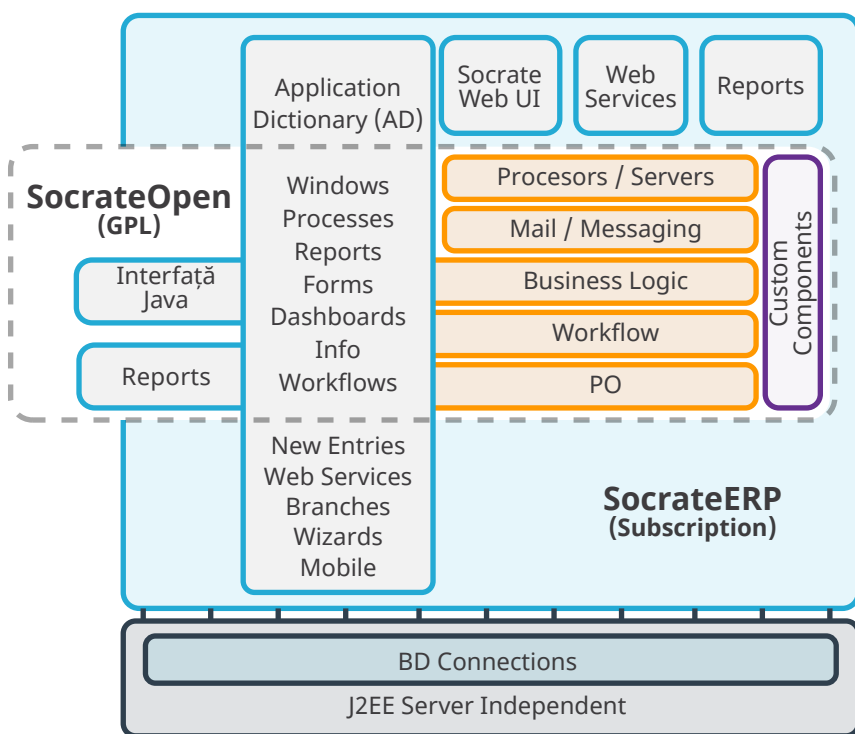 Application
Dictionary (AD)
Socrate
Web UI
Web
Services
Reports
SocrateOpen
(GPL)
Interfață
Java
Reports
Windows
Processes
Reports
Forms
Dashboards
Info
Workflows
Procesors / Servers
Mail / Messaging
Business Logic
Workflow
PO
Custom
Components
New Entries
Web Services
Branches
Wizards
Mobile
SocrateERP
(Subscription)
BD Connections
J2EE Server Independent